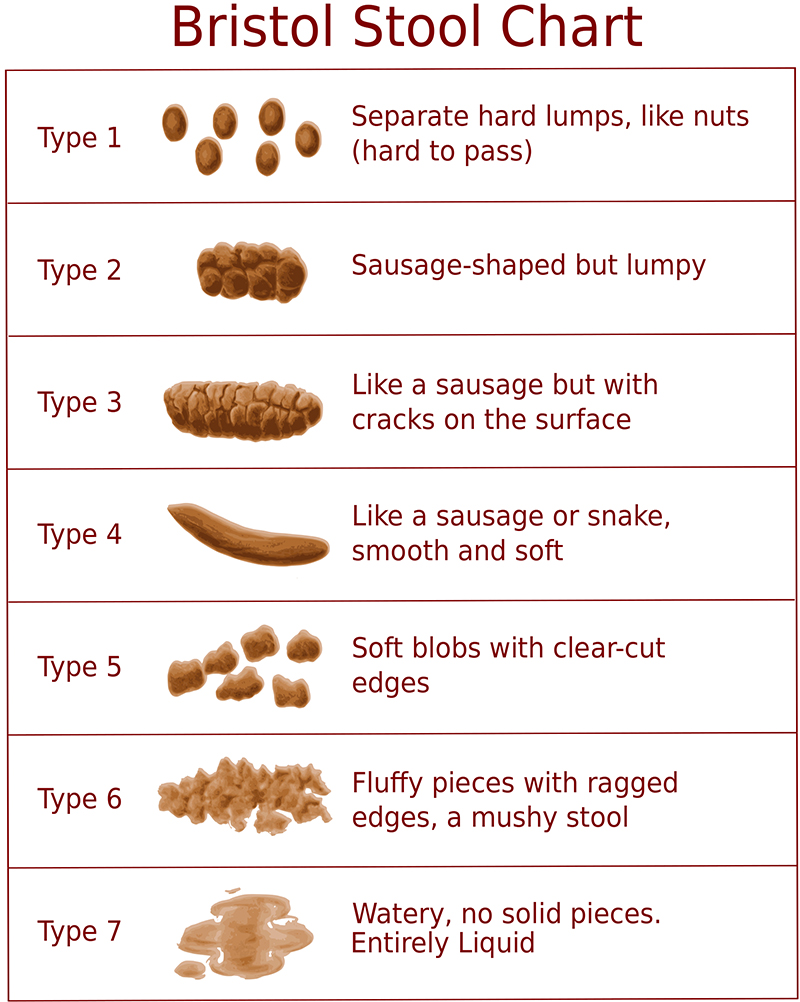 Bristol Stool Chart
Type 1
Separate hard lumps, like nuts
(hard to pass)
Type 2
Sausage-shaped but lumpy
Type 3
Like a sausage but with
cracks on the surface
Type 4
Like a sausage or snake,
smooth and soft
Type 5
Soft blobs with clear-cut
edges
Type 6
Fluffy pieces with ragged
edges, a mushy stool
Type 7
Watery, no solid pieces.
Entirely Liquid